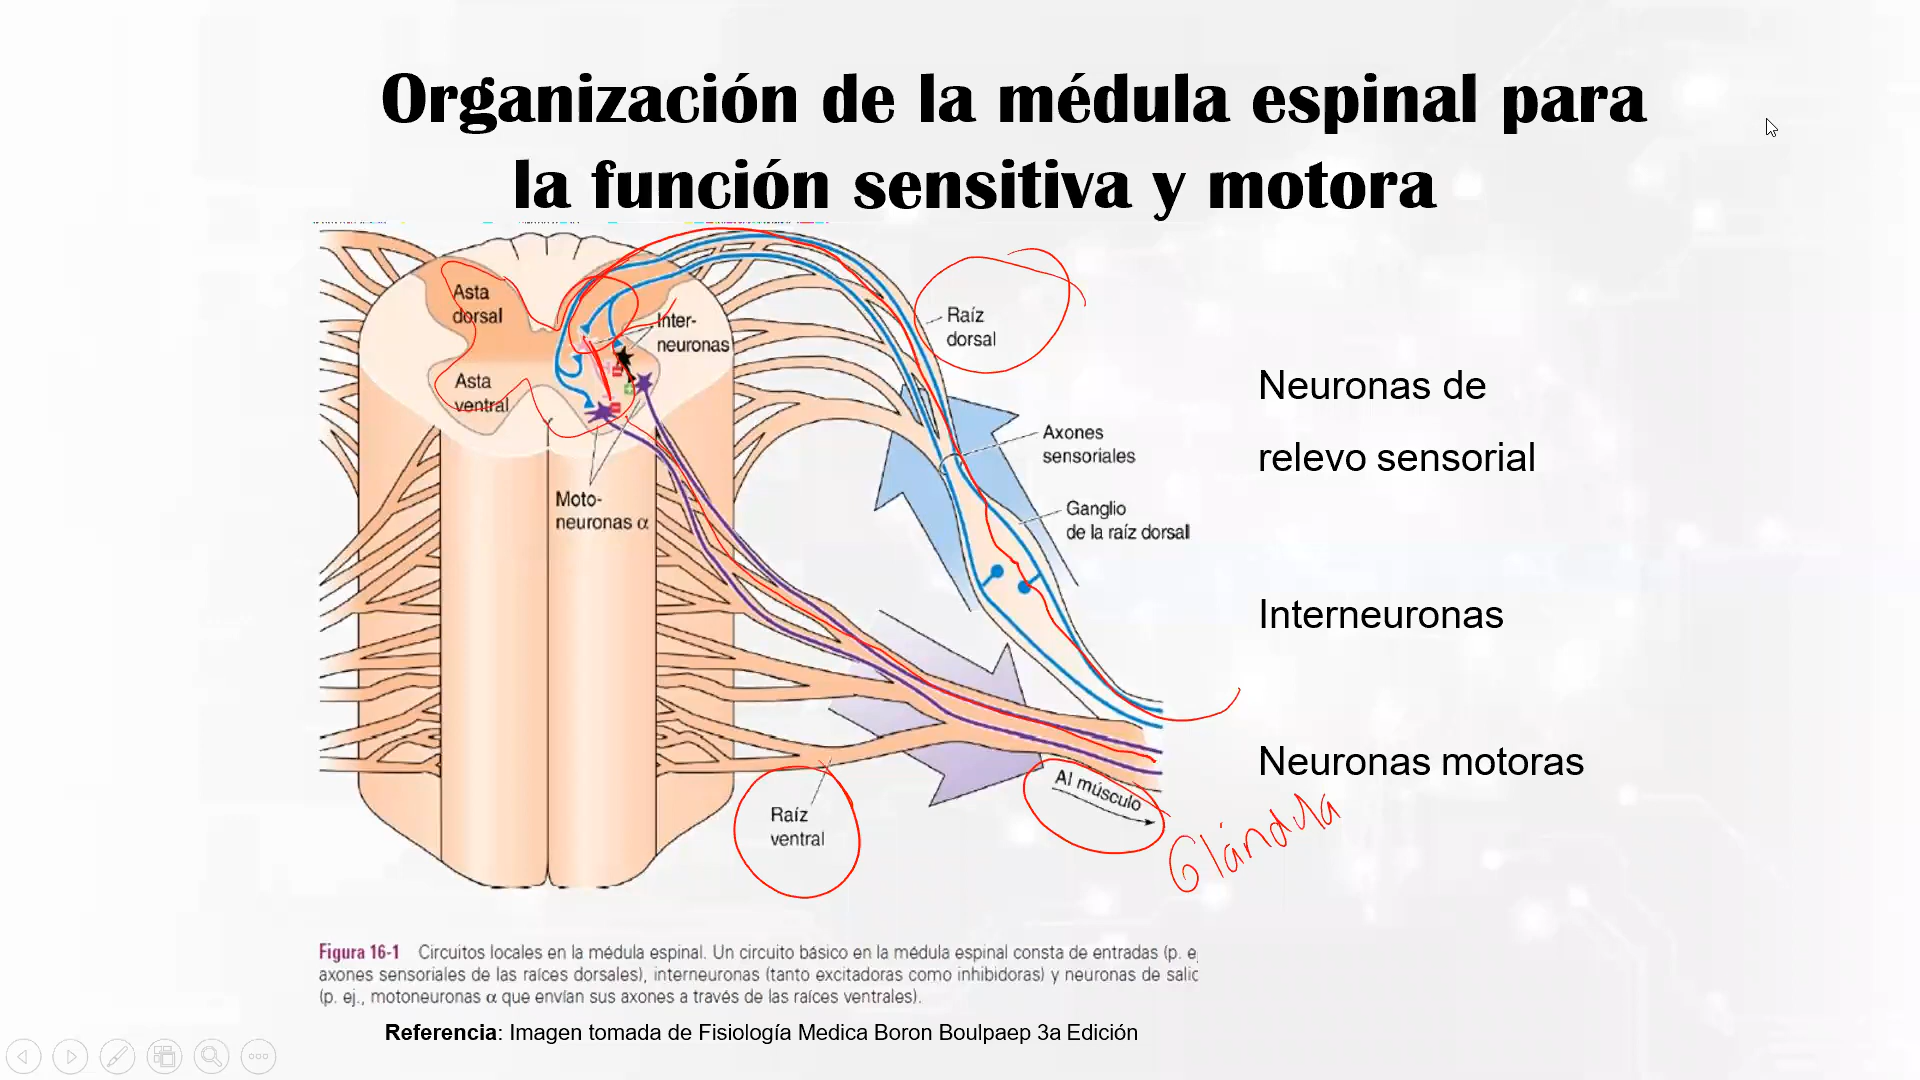 Organización de la médula espinal para
la función sensitiva y motora
Asta
dorsal
Inter-
neuronas
Asta
ventral
Moto-
neuronas α
Raíz
dorsal
Axones
sensoriales
Ganglio
de la raíz dorsal
Raíz
ventral
Al músculo
Glándula
Neuronas de
relevo sensorial
Interneuronas
Neuronas motoras
Figura 16-1 Circuitos locales en la médula espinal. Un circuito básico en la médula espinal consta de entradas (p. e
axones sensoriales de las raíces dorsales), interneuronas (tanto excitadoras como inhibidoras) y neuronas de salic
(p. ej., motoneuronas α que envían sus axones a través de las raíces ventrales).
Referencia: Imagen tomada de Fisiología Medica Boron Boulpaep 3a Edición